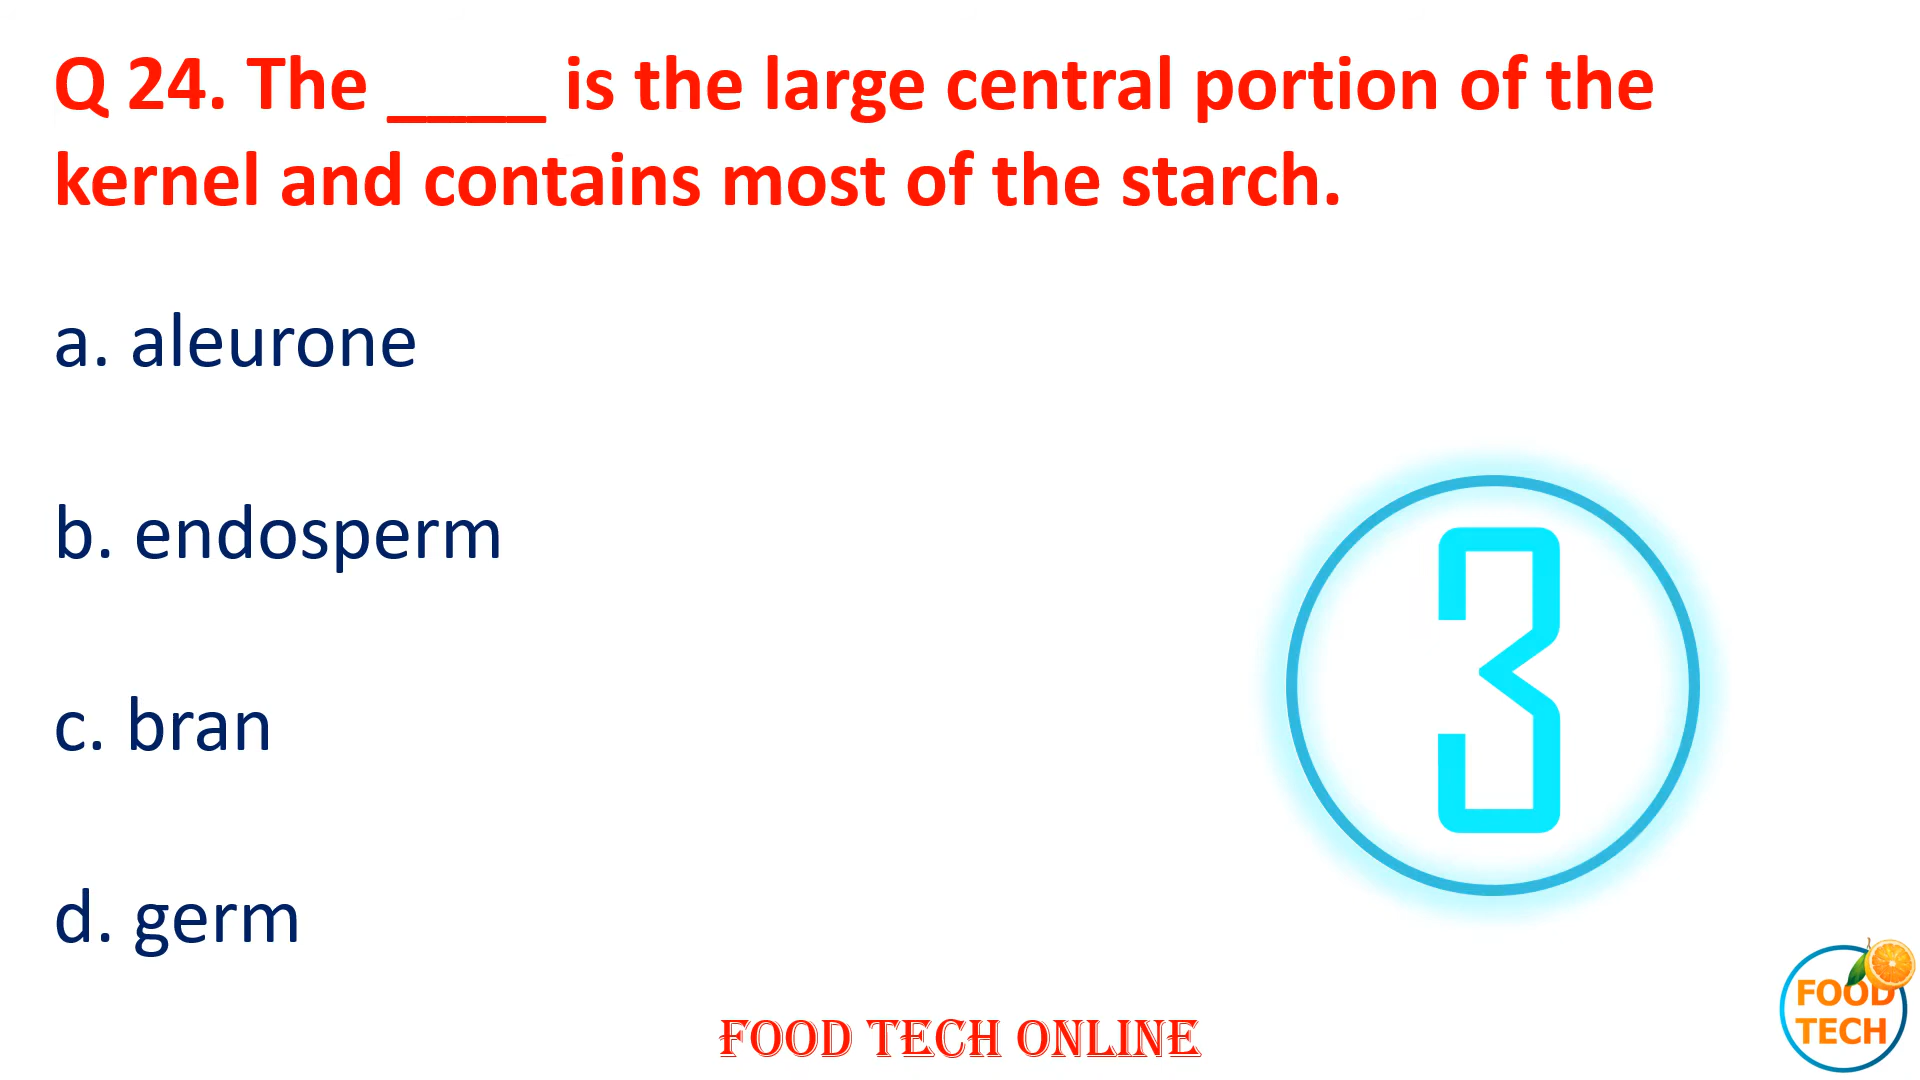 Q 24. The ____ is the large central portion of the
kernel and contains most of the starch.
a. aleurone
b. endosperm
c. bran
d. germ
3
FOOD TECH ONLINE
FOOD
TECH